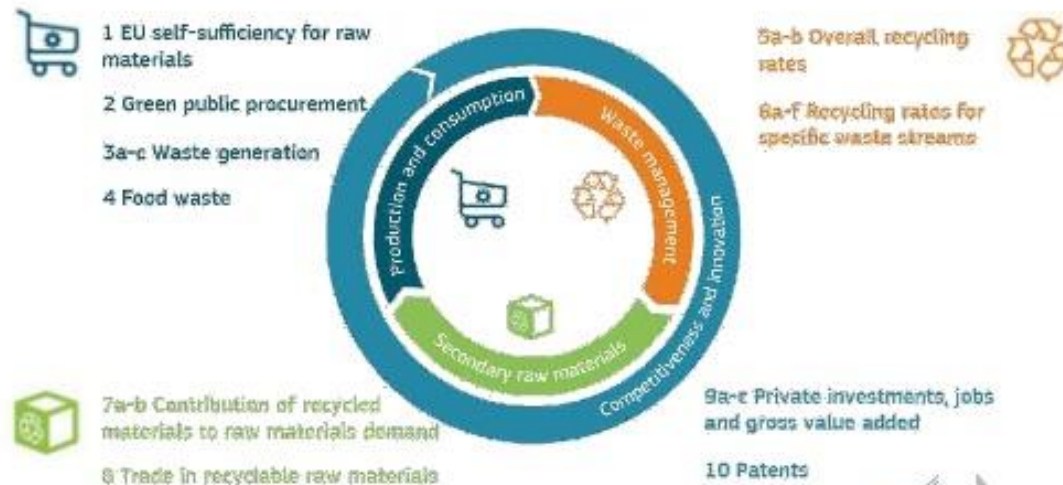 1 EU self-sufficiency for raw
materials
2 Green public procurement
3a-c Waste generation
4 Food waste
5a-b Overall recycling
rates
6a-f Recycling rates for
specific waste streams
Production and consumption
Waste management
Secondary raw materials
Competitiveness and innovation
7a-b Contribution of recycled
materials to raw materials demand
8 Trade in recyclable raw materials
9a-c Private investments, jobs
and gross value added
10 Patents